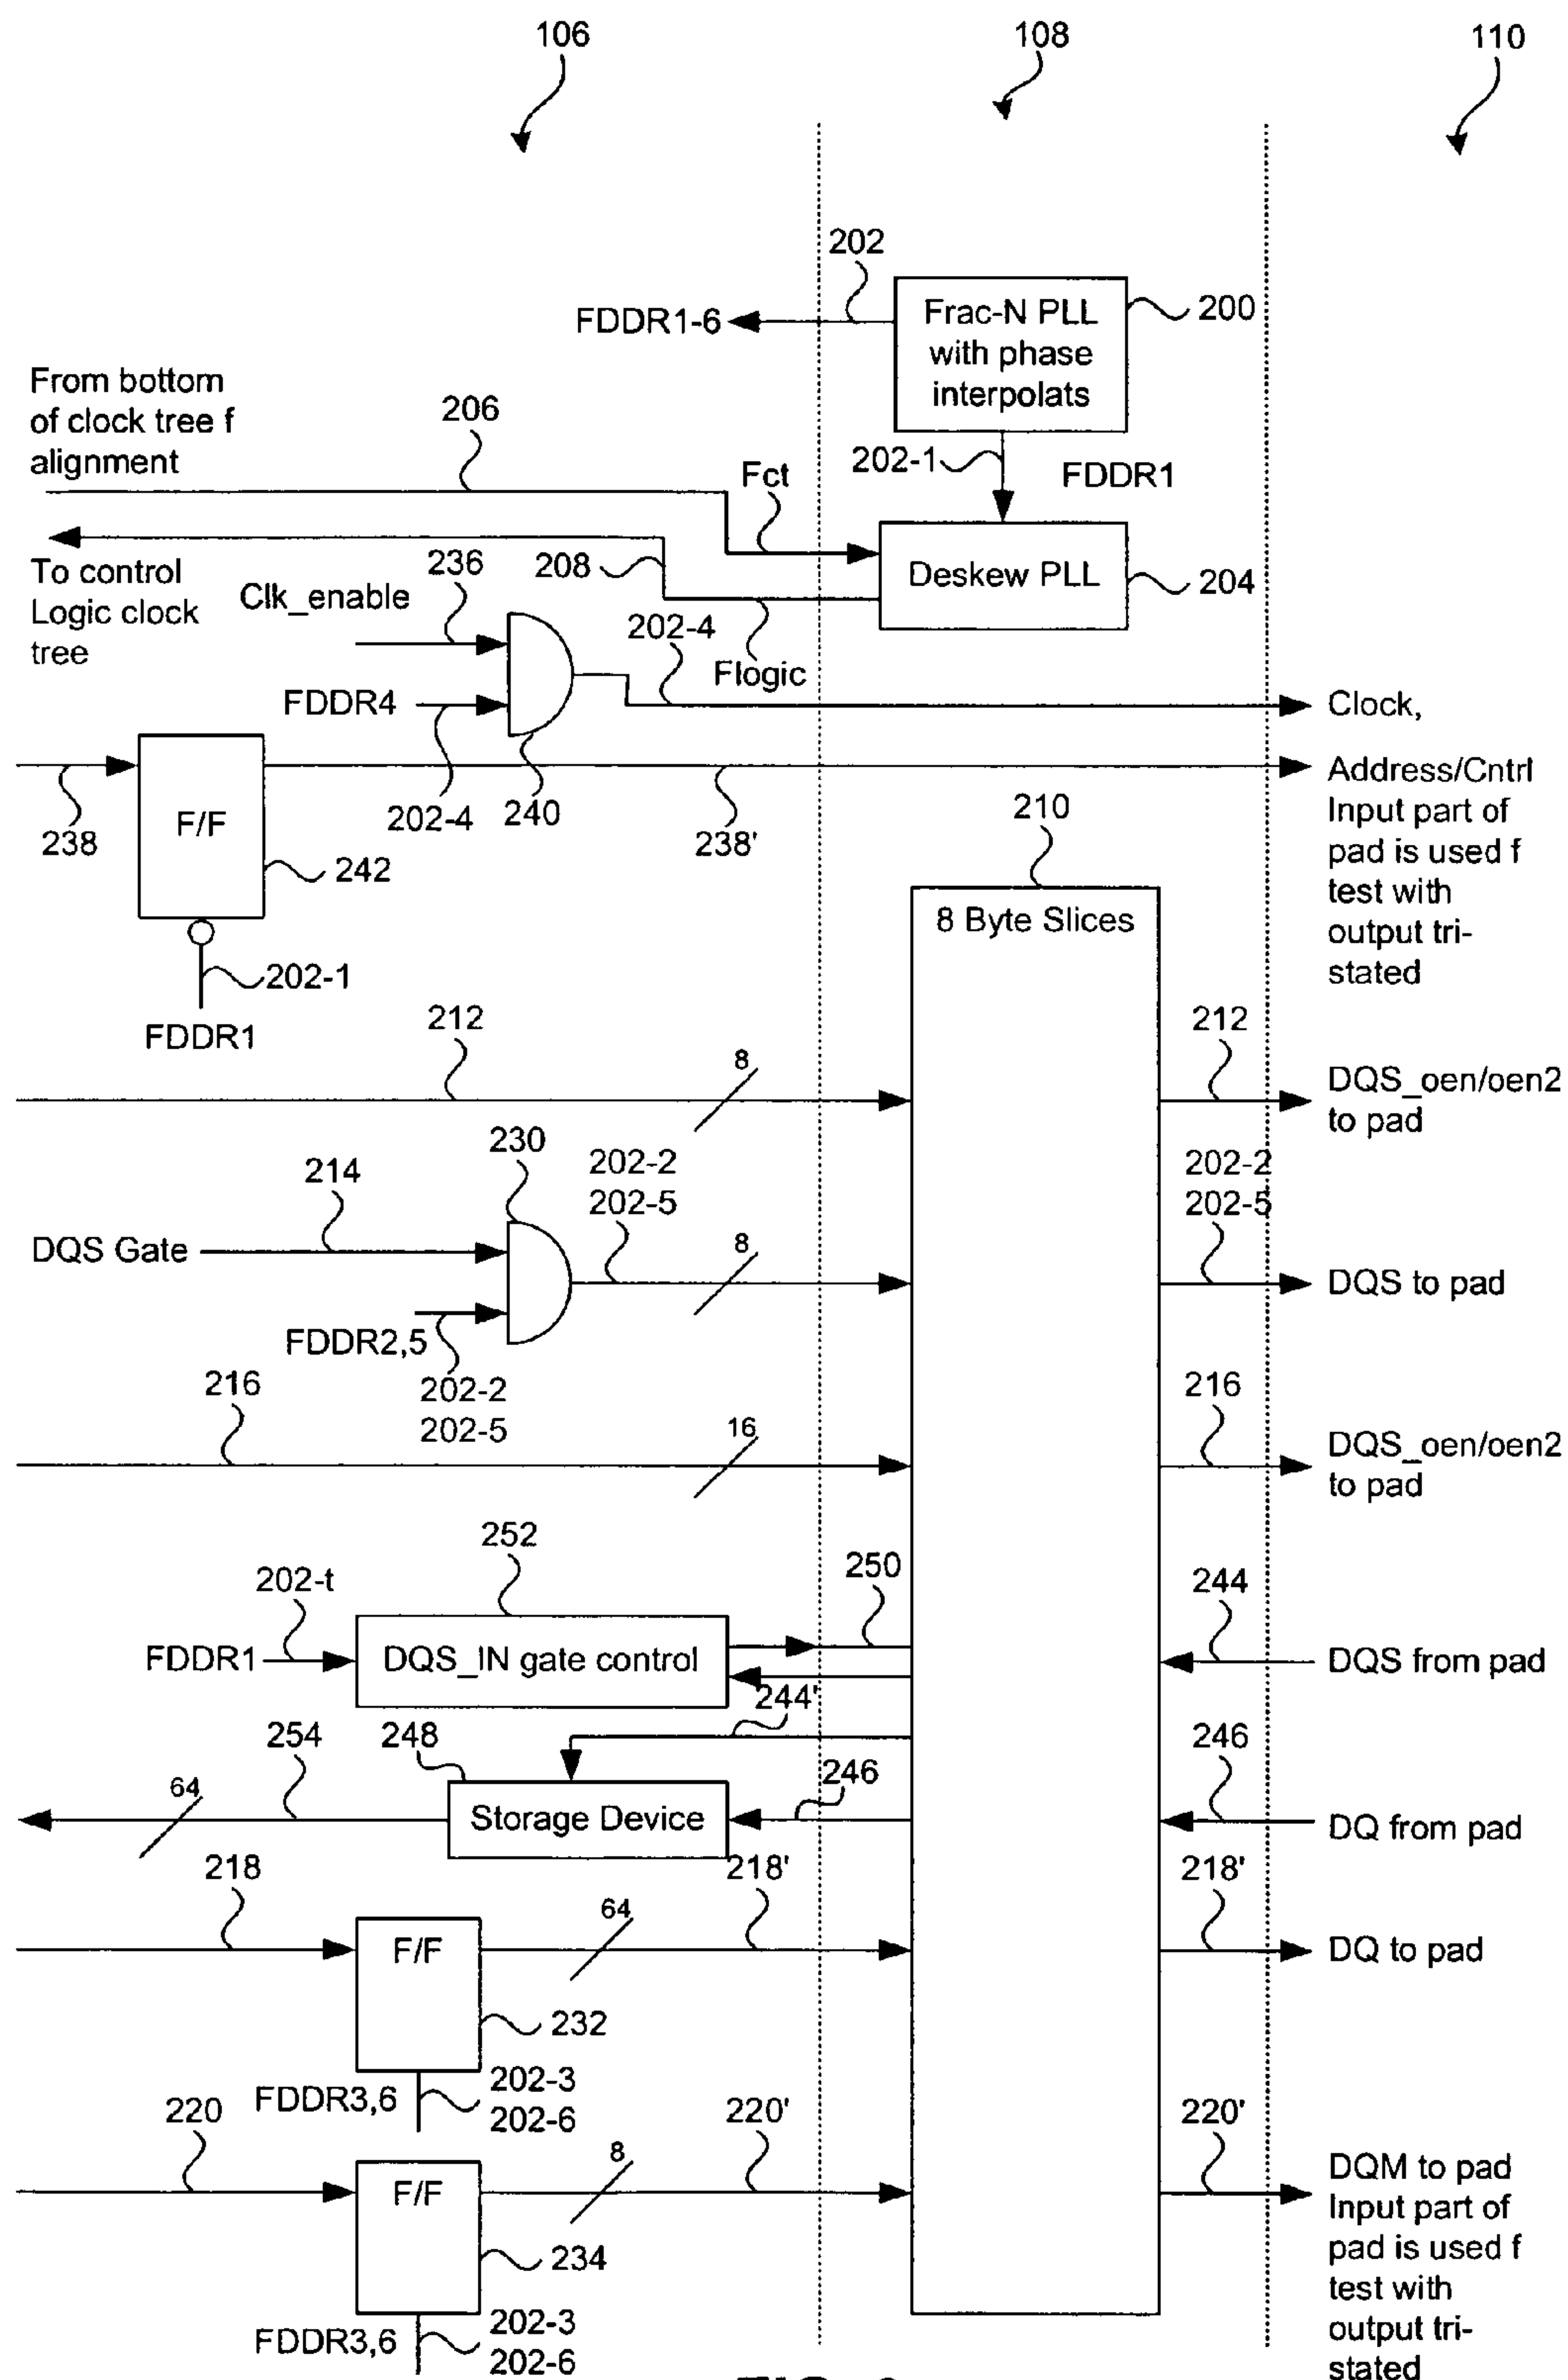 106
108
110
202
FDDR1-6
Frac-N PLL
with phase
interpolats
200
From bottom
of clock tree f
alignment
206
202-1
FDDR1
Fct
To control
Logic clock
tree
208
Deskew PLL
204
236
Clk_enable
202-4
Flogic
FDDR4
Clock,
238
F/F
202-4
240
238'
Address/Cntrl
Input part of
pad is used f
test with
output tri-
stated
242
210
8 Byte Slices
202-1
FDDR1
212
8
212
DQS_oen/oen2
to pad
230
214
202-2
202-5
202-2
202-5
DQS Gate
8
DQS to pad
FDDR2,5
202-2
202-5
216
16
216
DQS_oen/oen2
to pad
252
202-t
250
244
FDDR1
DQS_IN gate control
DQS from pad
244'
254
248
246
246
64
Storage Device
DQ from pad
218
64
218'
218'
F/F
DQ to pad
232
FDDR3,6
202-3
202-6
220
8
220'
220'
F/F
DQM to pad
Input part of
pad is used f
test with
output tri-
stated
234
FDDR3,6
202-3
202-6